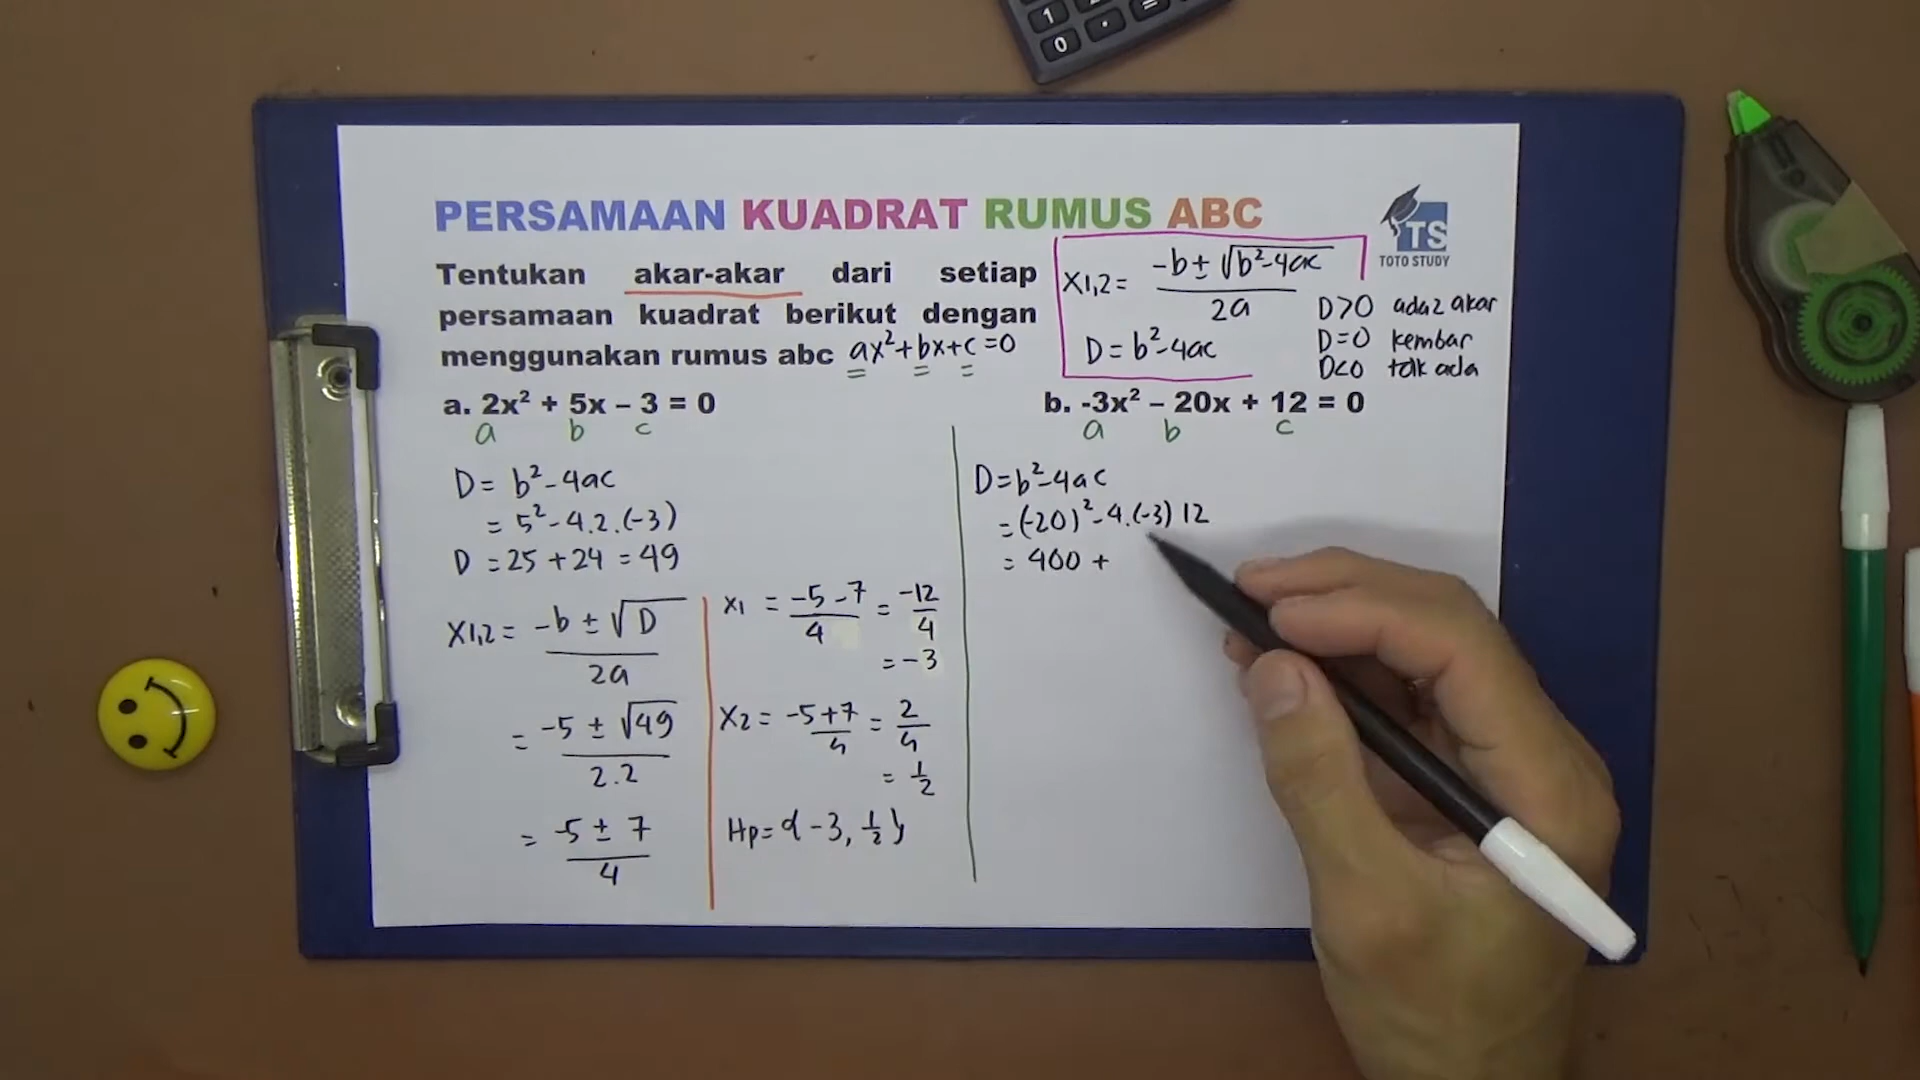 1
0 . =
PERSAMAAN KUADRAT RUMUS ABC
TS
TOTO STUDY
Tentukan akar-akar dari setiap
persamaan kuadrat berikut dengan
menggunakan rumus abc ax²+bx+c=0
X1,2 = -b±√b²-4ac / 2a
D = b²-4ac
D>0 ada 2 akar
D=0 kembar
D<0 tdk ada
a. 2x² + 5x – 3 = 0
a b c
D = b²-4ac
= 5²-4.2.(-3)
D = 25+24 = 49
X1,2 = -b ± √D / 2a
= -5 ± √49 / 2.2
= -5 ± 7 / 4
X1 = -5-7 / 4 = -12 / 4
= -3
X2 = -5+7 / 4 = 2 / 4
= 1/2
Hp = {-3, 1/2}
b. -3x² – 20x + 12 = 0
a b c
D=b²-4ac
=(-20)²-4.(-3)12
= 400 +